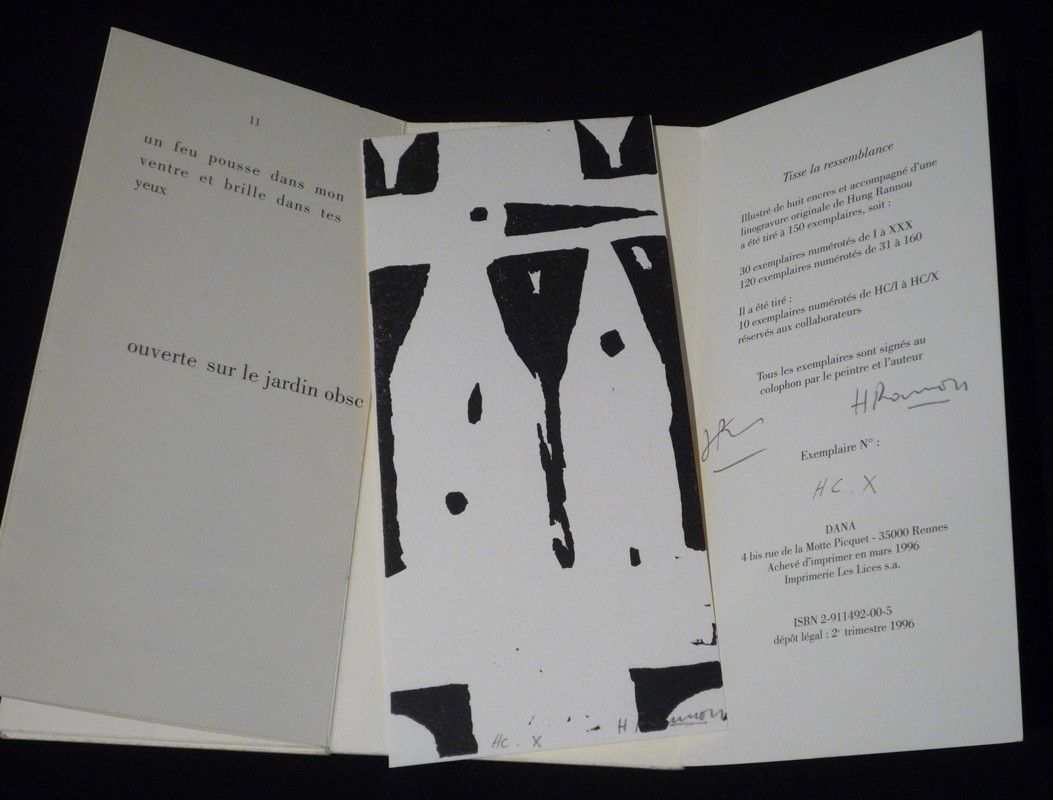 11
un feu pousse dans mon
ventre et brille dans tes
yeux
ouverte sur le jardin obsc
HC. X
H Rannou
Tisse la ressemblance
Illustré de huit encres et accompagné d'une
linogravure originale de Hung Rannou
a été tiré à 150 exemplaires, soit :
30 exemplaires numérotés de I à XXX
120 exemplaires numérotés de 31 à 160
Il a été tiré :
10 exemplaires numérotés de HC/I à HC/X
réservés aux collaborateurs
Tous les exemplaires sont signés au
colophon par le peintre et l'auteur
H Rannou
Exemplaire N° :
HC. X
DANA
4 bis rue de la Motte Picquet - 35000 Rennes
Achevé d'imprimer en mars 1996
Imprimerie Les Lices s.a.
ISBN 2-911492-00-5
dépôt légal : 2e trimestre 1996